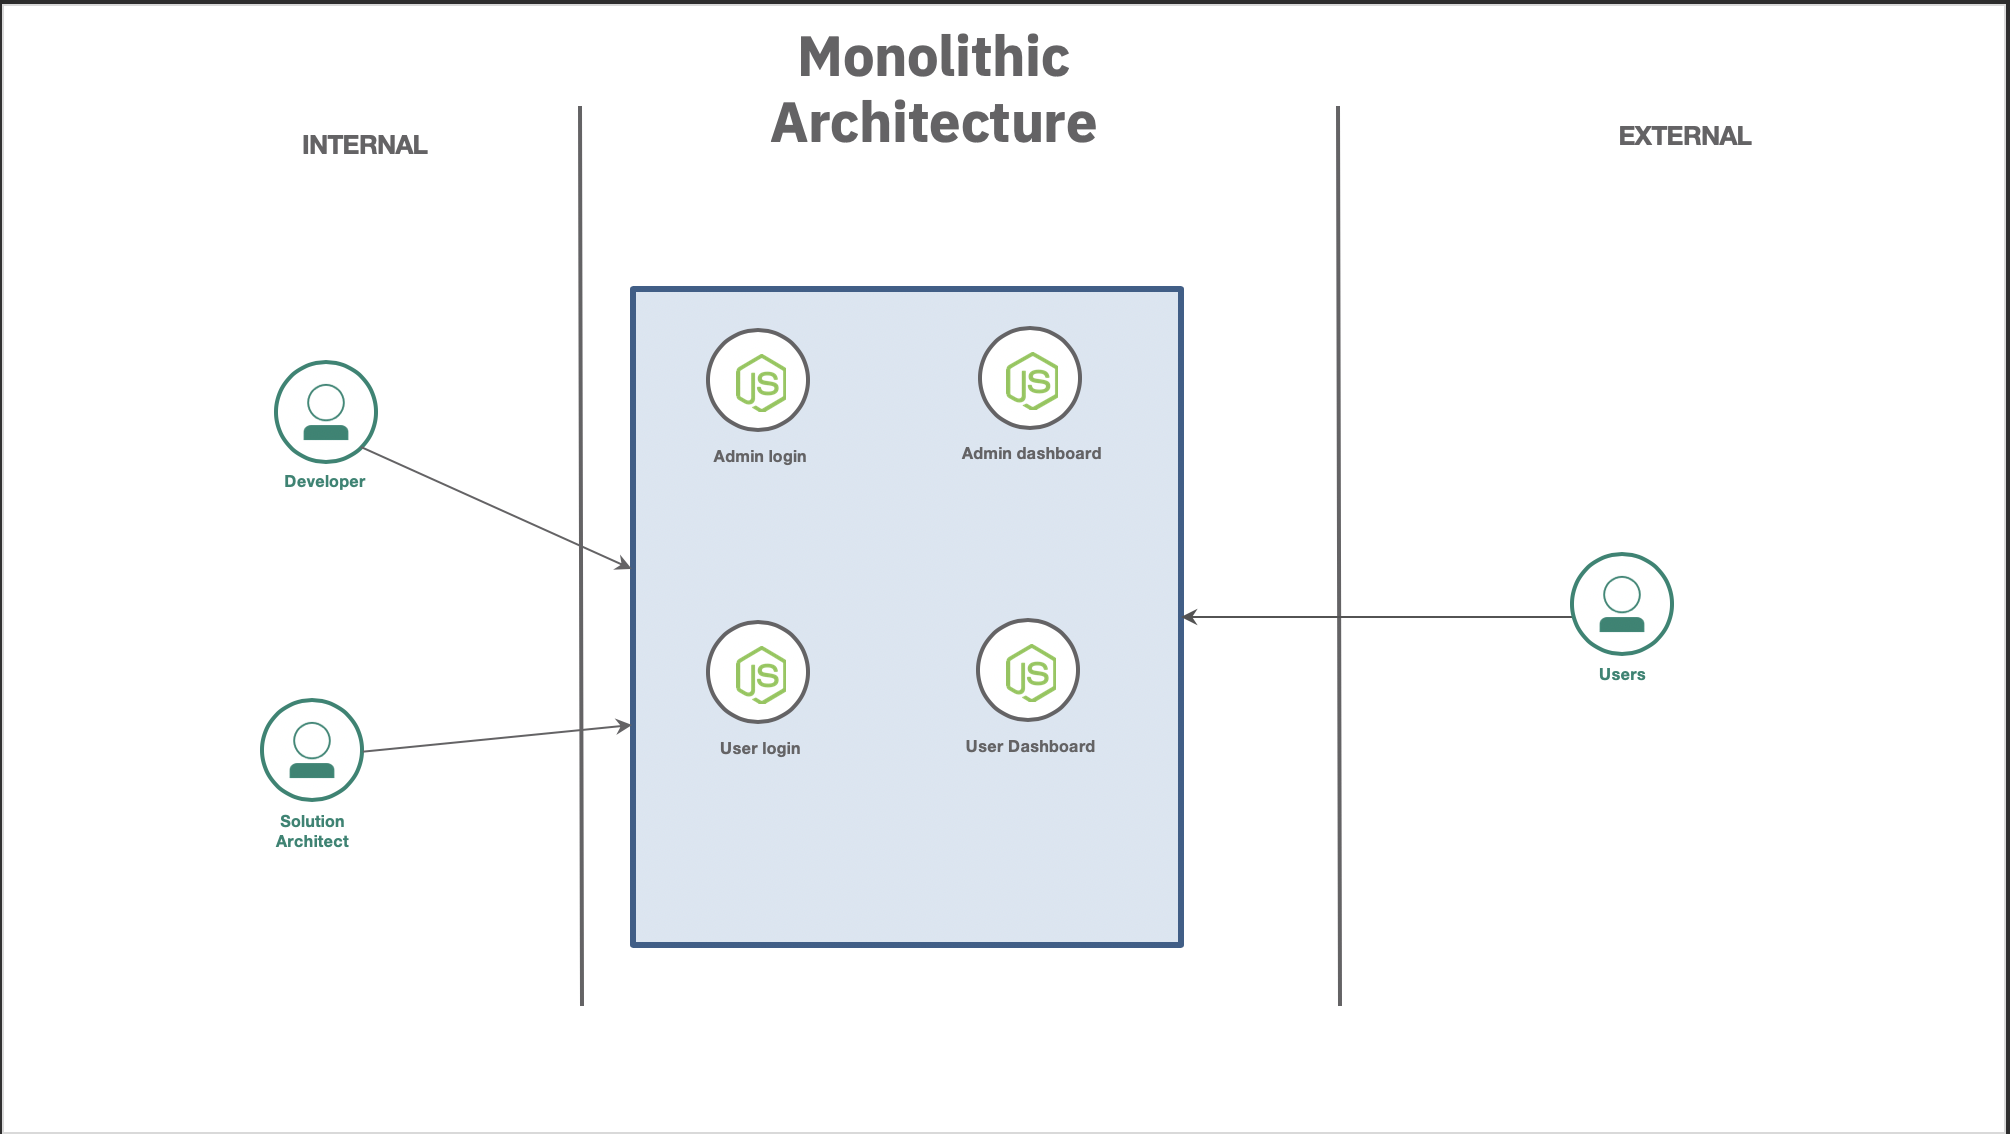 Monolithic
Architecture
INTERNAL
EXTERNAL
JS
Admin login
JS
Admin dashboard
Developer
JS
User login
JS
User Dashboard
Users
Solution
Architect